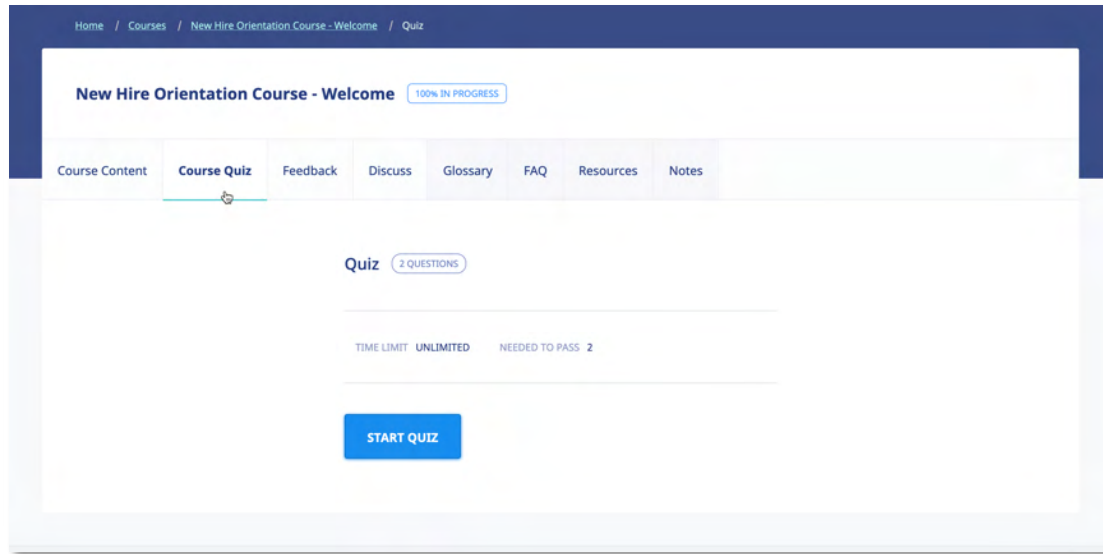 Home / Courses / New Hire Orientation Course - Welcome / Quiz
New Hire Orientation Course - Welcome 100% IN PROGRESS
Course Content Course Quiz Feedback Discuss Glossary FAQ Resources Notes
Quiz 2 QUESTIONS
TIME LIMIT UNLIMITED NEEDED TO PASS 2
START QUIZ